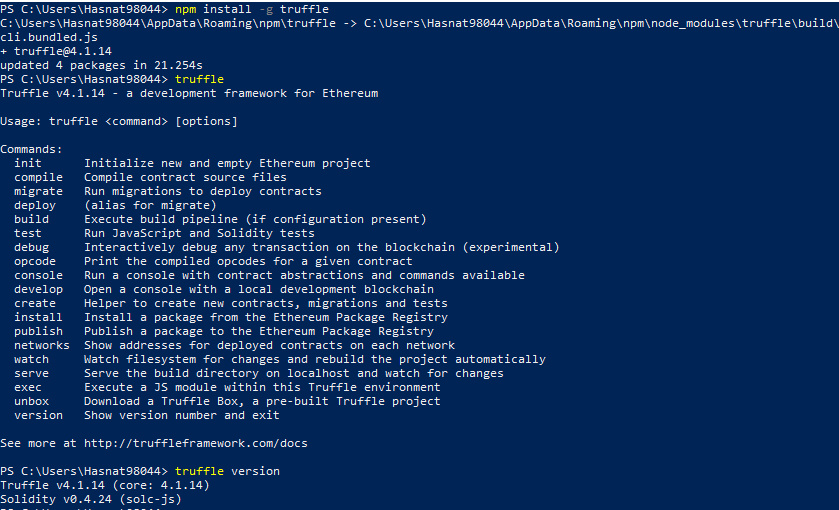 PS C:\Users\Hasnat98044> npm install -g truffle
C:\Users\Hasnat98044\AppData\Roaming\npm\truffle -> C:\Users\Hasnat98044\AppData\Roaming\npm\node_modules\truffle\build\
cli.bundled.js
+ truffle@4.1.14
updated 4 packages in 21.254s
PS C:\Users\Hasnat98044> truffle
Truffle v4.1.14 - a development framework for Ethereum
Usage: truffle <command> [options]
Commands:
init Initialize new and empty Ethereum project
compile Compile contract source files
migrate Run migrations to deploy contracts
deploy (alias for migrate)
build Execute build pipeline (if configuration present)
test Run JavaScript and Solidity tests
debug Interactively debug any transaction on the blockchain (experimental)
opcode Print the compiled opcodes for a given contract
console Run a console with contract abstractions and commands available
develop Open a console with a local development blockchain
create Helper to create new contracts, migrations and tests
install Install a package from the Ethereum Package Registry
publish Publish a package to the Ethereum Package Registry
networks Show addresses for deployed contracts on each network
watch Watch filesystem for changes and rebuild the project automatically
serve Serve the build directory on localhost and watch for changes
exec Execute a JS module within this Truffle environment
unbox Download a Truffle Box, a pre-built Truffle project
version Show version number and exit
See more at http://truffleframework.com/docs
PS C:\Users\Hasnat98044> truffle version
Truffle v4.1.14 (core: 4.1.14)
Solidity v0.4.24 (solc-js)